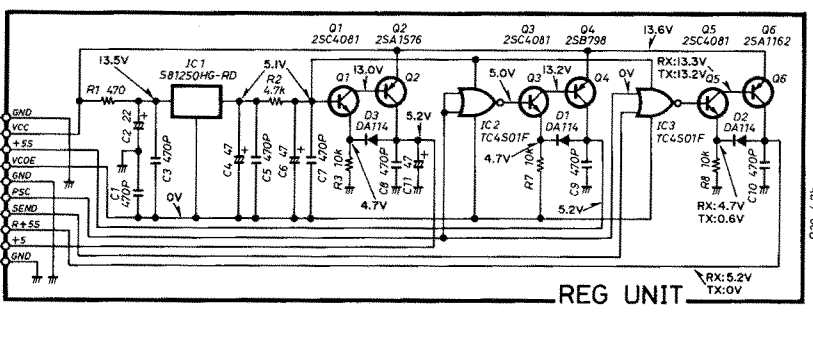 Q1
2SC4081
Q2
2SA1576
Q3
2SC4081
Q4
2SB798
13.6V
Q5
2SC4081
Q6
2SA1162
13.5V
IC1
S81250HG-RD
5.1V
R2
4.7k
13.0V
Q1
Q2
5.0V
Q3
13.2V
Q4
0V
RX:13.3V
TX:13.2V
Q5
Q6
R1 470
C2 22
C3 470P
C1
470P
C4 47
C5 470P
C6 47
C7 470P
D3
DA114
5.2V
R3 10k
C8 470P
C11 47
4.7V
IC2
TC4S01F
D1
DA114
4.7V
R7 10k
C9 470P
5.2V
IC3
TC4S01F
D2
DA114
R8 10k
C10 470P
RX:4.7V
TX:0.6V
0V
GND
VCC
+5S
VCOE
GND
PSC
SEND
R+5S
+5
GND
RX:5.2V
TX:0V
REG UNIT